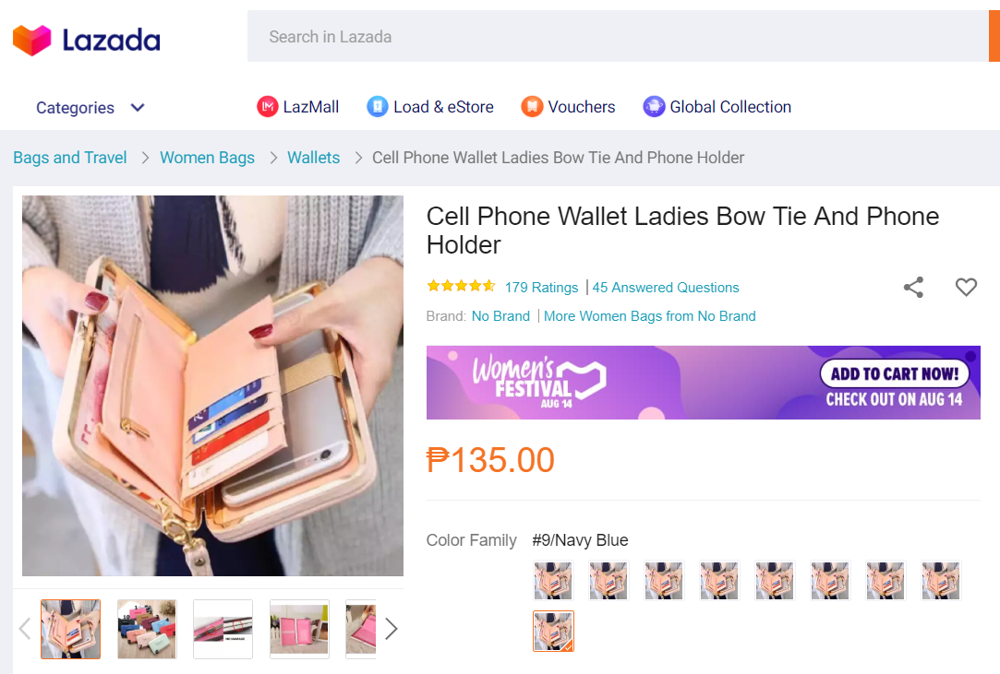 Lazada
Search in Lazada
Categories
LazMall
Load & eStore
Vouchers
Global Collection
Bags and Travel > Women Bags > Wallets > Cell Phone Wallet Ladies Bow Tie And Phone Holder
Cell Phone Wallet Ladies Bow Tie And Phone
Holder
179 Ratings | 45 Answered Questions
Brand: No Brand | More Women Bags from No Brand
Women's
FESTIVAL
AUG 14
ADD TO CART NOW!
CHECK OUT ON AUG 14
₱135.00
Color Family #9/Navy Blue